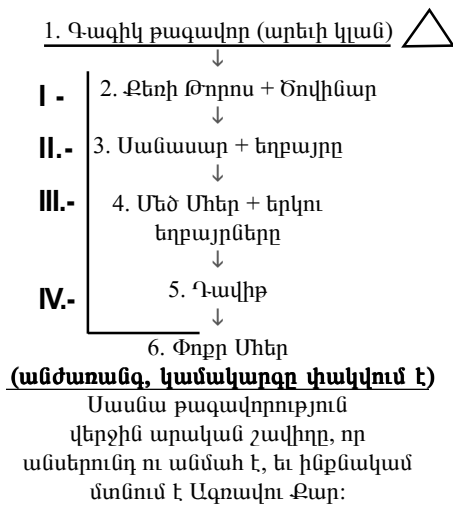 1. Գագիկ թագավոր (արեւի կլան)
↓
I - 2. Քեռի Թորոս + Ծովինար
↓
II.- 3. Սանասար + եղբայրը
↓
III.- 4. Մեծ Մհեր + երկու
եղբայրները
↓
IV.- 5. Դավիթ
↓
6. Փոքր Մհեր
(անժառանգ, կամակարգը փակվում է)
Սասնա թագավորություն
վերջին արական շավիղը, որ
անսերունդ ու անմահ է, եւ ինքնակամ
մտնում է Ագռավու Քար: